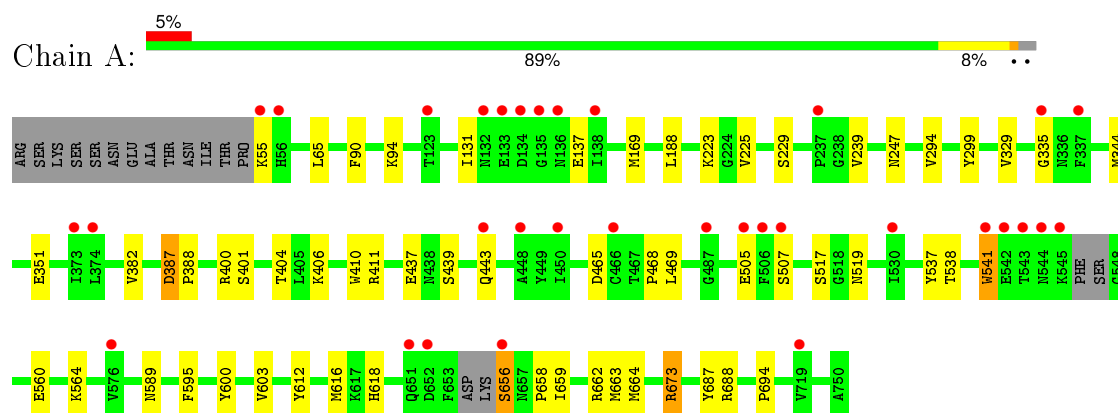 5%
Chain A:
89% 8% • •
ARG SER LYS SER SER ASN GLU ALA THR ASN ILE THR PRO K55 H56 L65 F90 K94 T123 I131 N132 E133 D134 G135 N136 E137 I138 M169 L188 K223 G224 V225 S229 P237 G238 V239 N247 V294 Y299 V329 G335 N336 F337
E351 I373 L374 V382 D387 P388 R400 S401 T404 L405 K406 W410 R411 E437 N438 S439 Q443 A448 Y449 I450 D465 C466 T467 P468 L469 G487 E505 F506 S507 S517 G518 N519 I530 Y537 T538 W541 E542 T543 N544 K545 PHE SER
E560 K564 V576 N589 F595 Y600 V603 Y612 M616 K617 H618 Q651 D652 F653 ASP LYS S656 N657 P658 I659 R662 M663 M664 R673 Y687 R688 P694 V719 A750